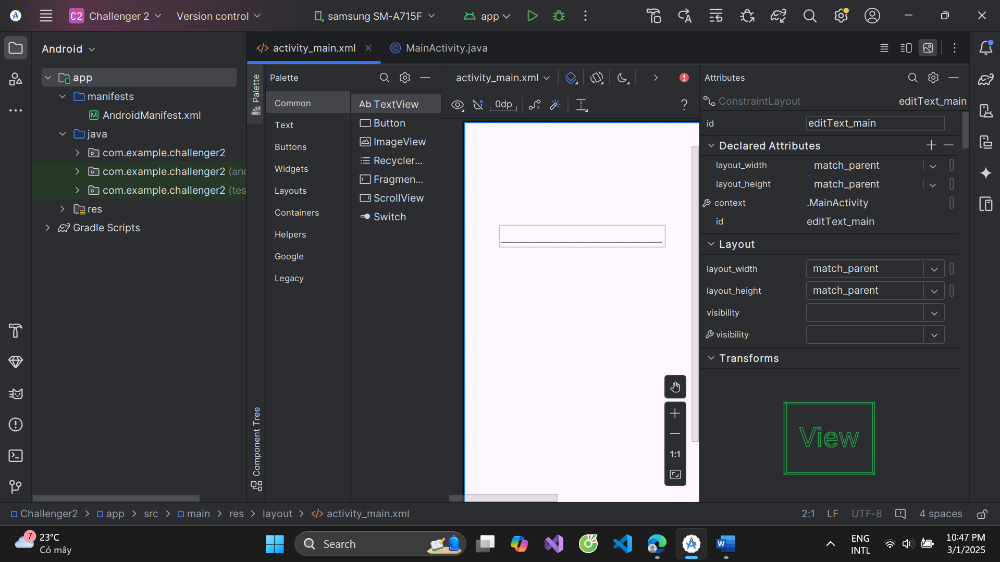 C2 Challenger 2 Version control samsung SM-A715F app
Android
activity_main.xml MainActivity.java
app
manifests
AndroidManifest.xml
java
com.example.challenger2
com.example.challenger2 (and
com.example.challenger2 (tes
res
Gradle Scripts
Palette
Component Tree
Palette
Common
Text
Buttons
Widgets
Layouts
Containers
Helpers
Google
Legacy
Ab TextView
Button
ImageView
Recycler...
Fragmen...
ScrollView
Switch
activity_main.xml
0dp
?
1:1
Attributes
ConstraintLayout editText_main
id editText_main
Declared Attributes
layout_width match_parent
layout_height match_parent
context .MainActivity
id editText_main
Layout
layout_width match_parent
layout_height match_parent
visibility
visibility
Transforms
View
Challenger2 > app > src > main > res > layout > activity_main.xml
2:1 LF UTF-8 4 spaces
7
23°C
Có mây
Search
W
ENG
INTL
10:47 PM
3/1/2025